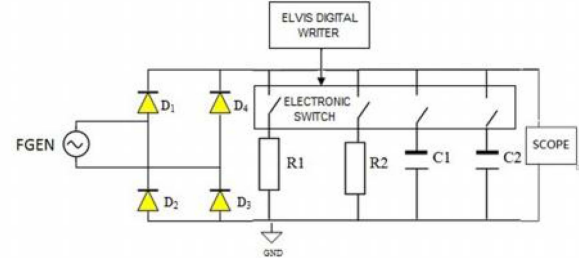 ELVIS DIGITAL
WRITER
D1
D4
ELECTRONIC
SWITCH
FGEN
SCOPE
R1
R2
C1
C2
D2
D3
GND